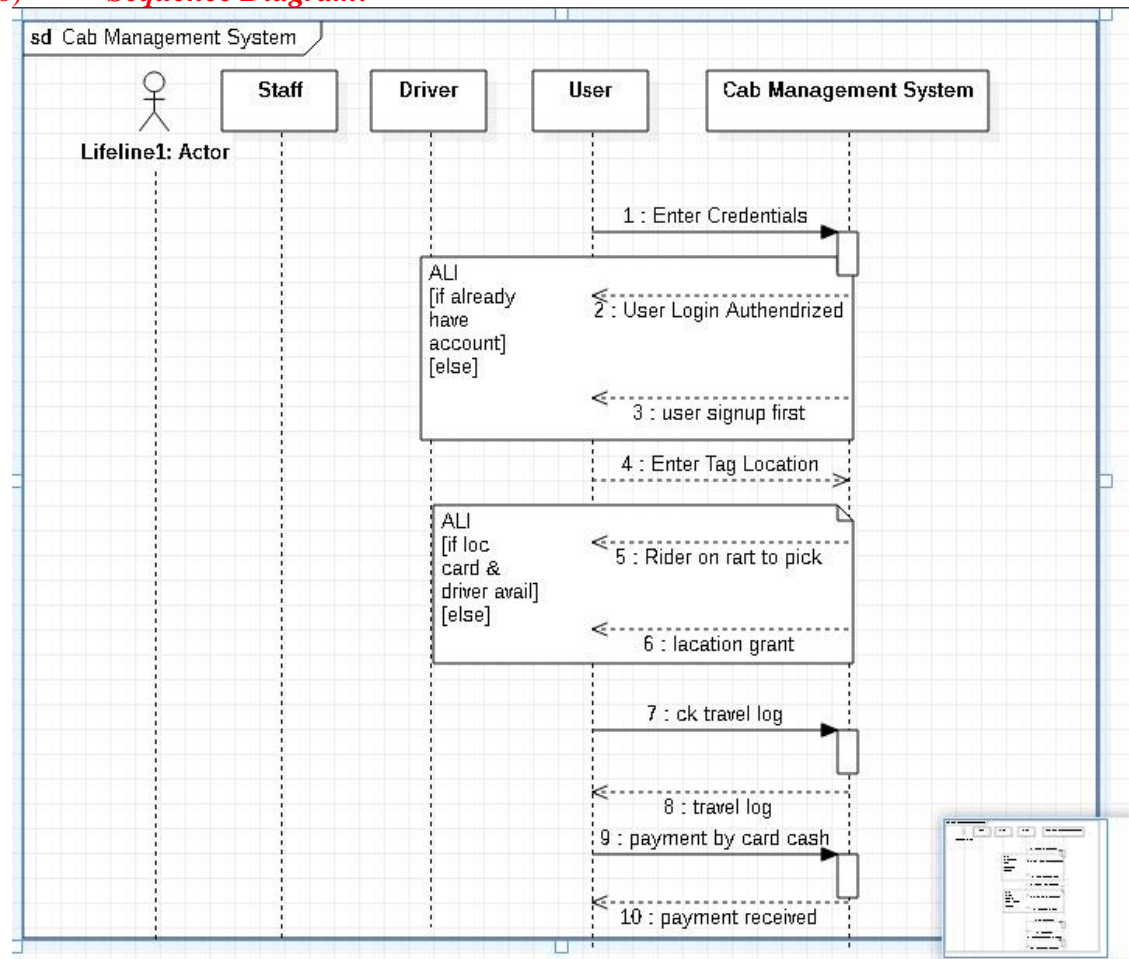 Sequence Diagram:
sd Cab Management System
Staff
Driver
User
Cab Management System
Lifeline1: Actor
1 : Enter Credentials
ALI
[if already
have
account]
[else]
2 : User Login Authendrized
3 : user signup first
4 : Enter Tag Location
ALI
[if loc
card &
driver avail]
[else]
5 : Rider on rart to pick
6 : lacation grant
7 : ck travel log
8 : travel log
9 : payment by card cash
10 : payment received